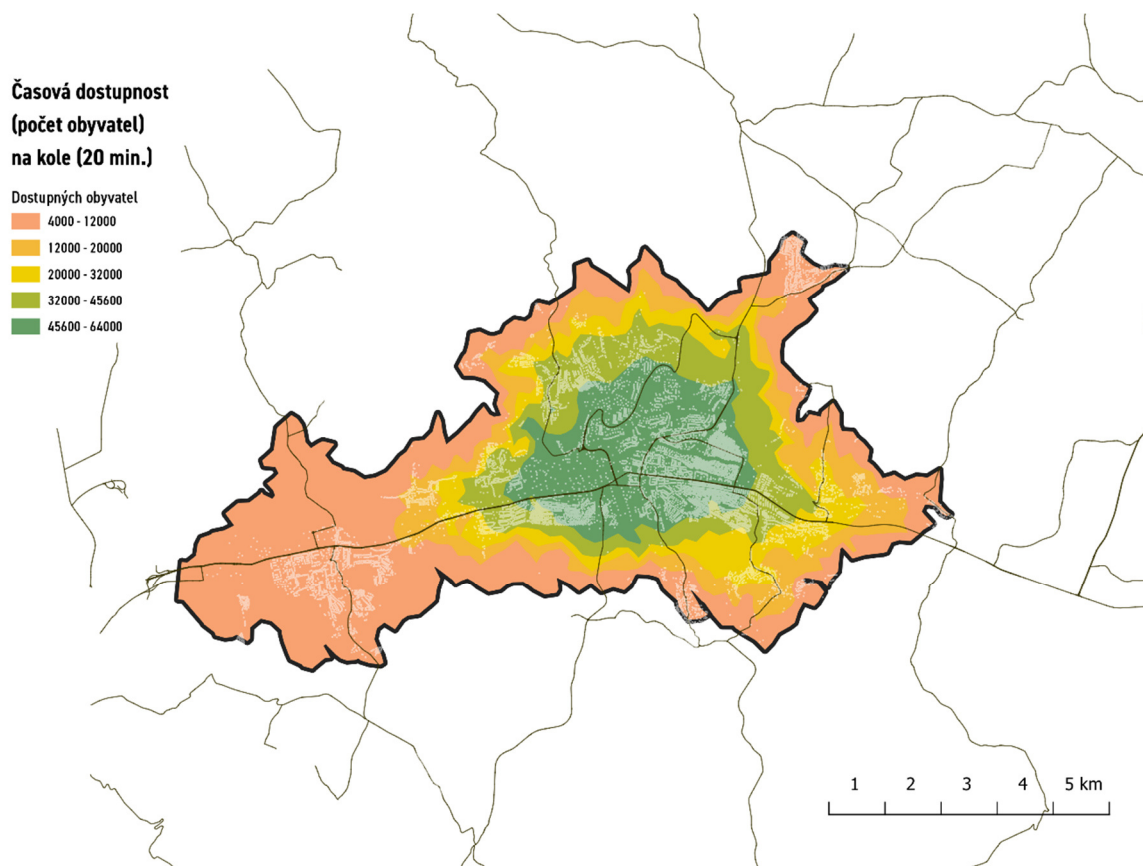 Časová dostupnost
(počet obyvatel)
na kole (20 min.)
Dostupných obyvatel
4000 - 12000
12000 - 20000
20000 - 32000
32000 - 45600
45600 - 64000
1 2 3 4 5 km